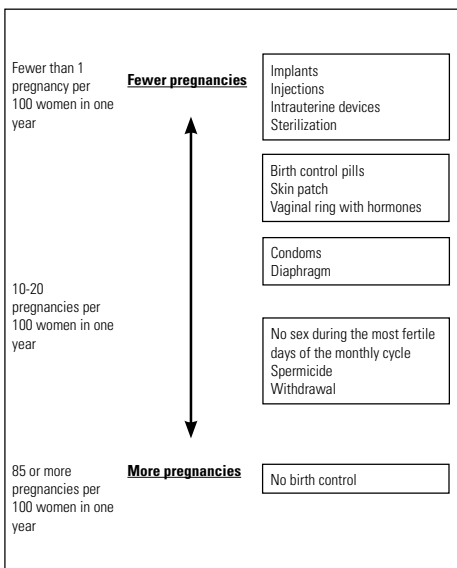 Fewer than 1
pregnancy per
100 women in one
year
Fewer pregnancies
Implants
Injections
Intrauterine devices
Sterilization
Birth control pills
Skin patch
Vaginal ring with hormones
Condoms
Diaphragm
10-20
pregnancies per
100 women in one
year
No sex during the most fertile
days of the monthly cycle
Spermicide
Withdrawal
85 or more
pregnancies per
100 women in one
year
More pregnancies
No birth control